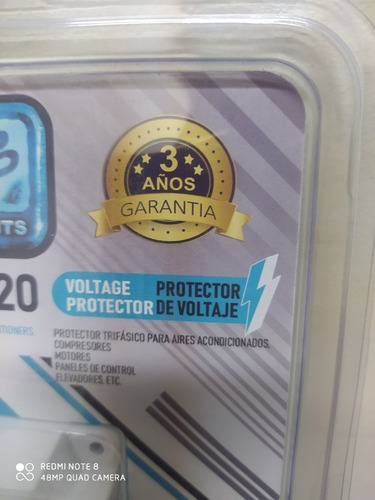 3
AÑOS
GARANTIA
TS
20
VOLTAGE
PROTECTOR
PROTECTOR
DE VOLTAJE
TIONERS
PROTECTOR TRIFÁSICO PARA AIRES ACONDICIONADOS,
COMPRESORES
MOTORES
PANELES DE CONTROL
ELEVADORES, ETC.
REDMI NOTE 8
48MP QUAD CAMERA